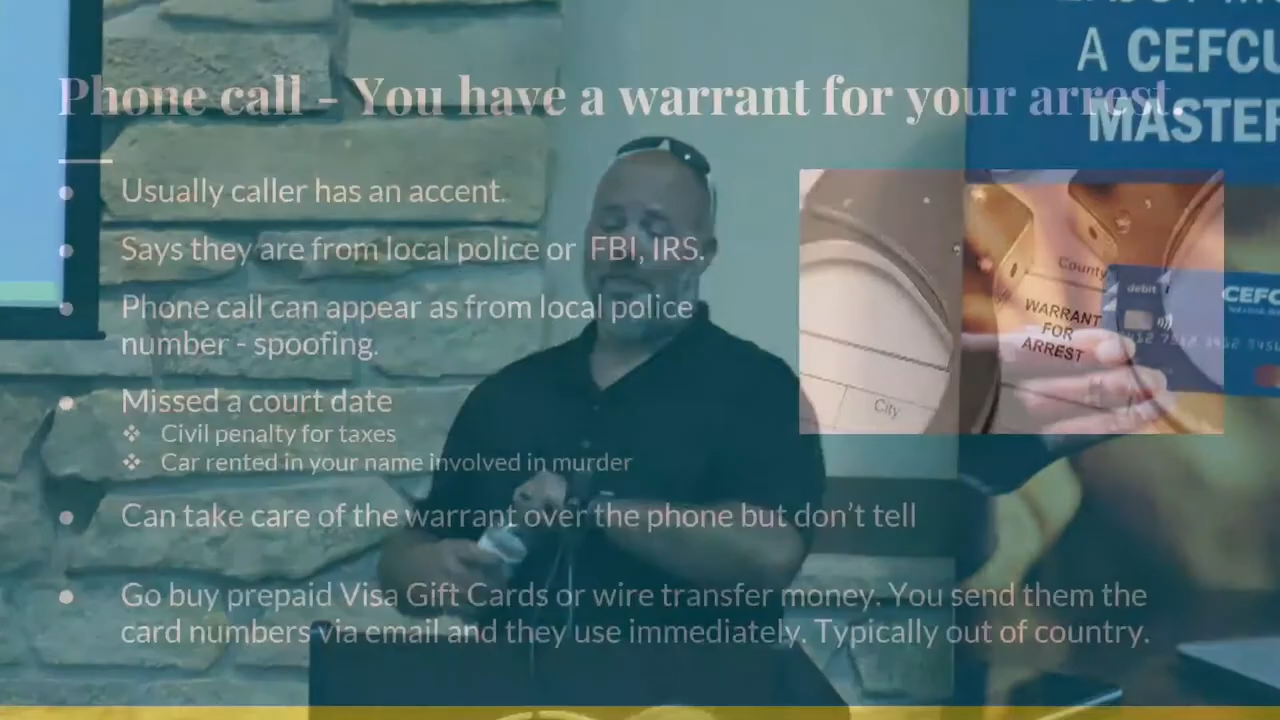 A CEFCU
MASTER
Phone call – You have a warrant for your arrest.
Usually caller has an accent.
Says they are from local police or FBI, IRS.
Phone call can appear as from local police
number - spoofing.
Missed a court date
Civil penalty for taxes
Car rented in your name involved in murder
Can take care of the warrant over the phone but don't tell
Go buy prepaid Visa Gift Cards or wire transfer money. You send them the
card numbers via email and they use immediately. Typically out of country.
County
WARRANT
FOR
ARREST
City
debit
CEFC